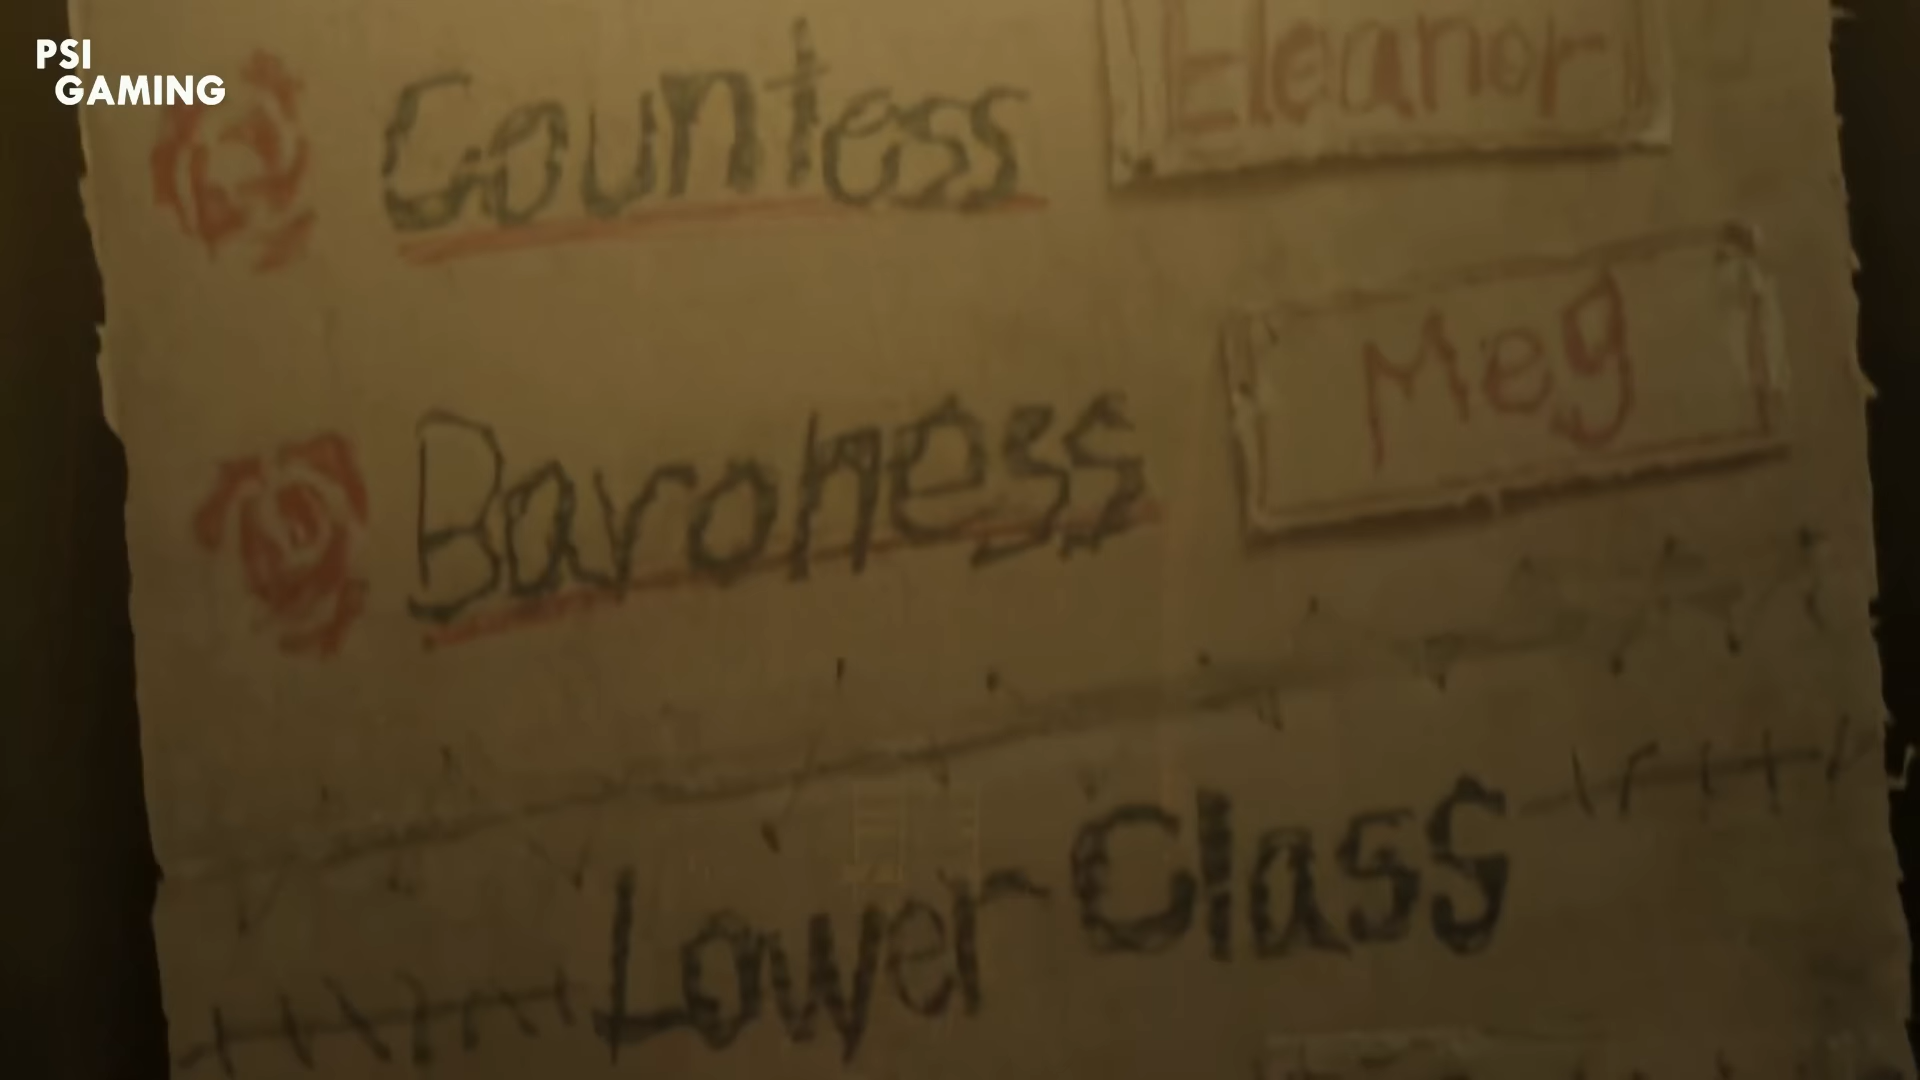 PSI
GAMING
Countess
Eleanor
Baroness
Meg
Lower Class